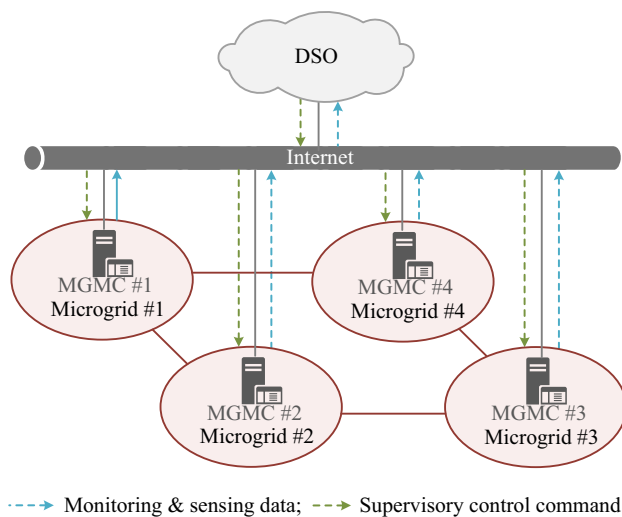 DSO
Internet
MGMC #1
Microgrid #1
MGMC #4
Microgrid #4
MGMC #2
Microgrid #2
MGMC #3
Microgrid #3
Monitoring & sensing data; Supervisory control command